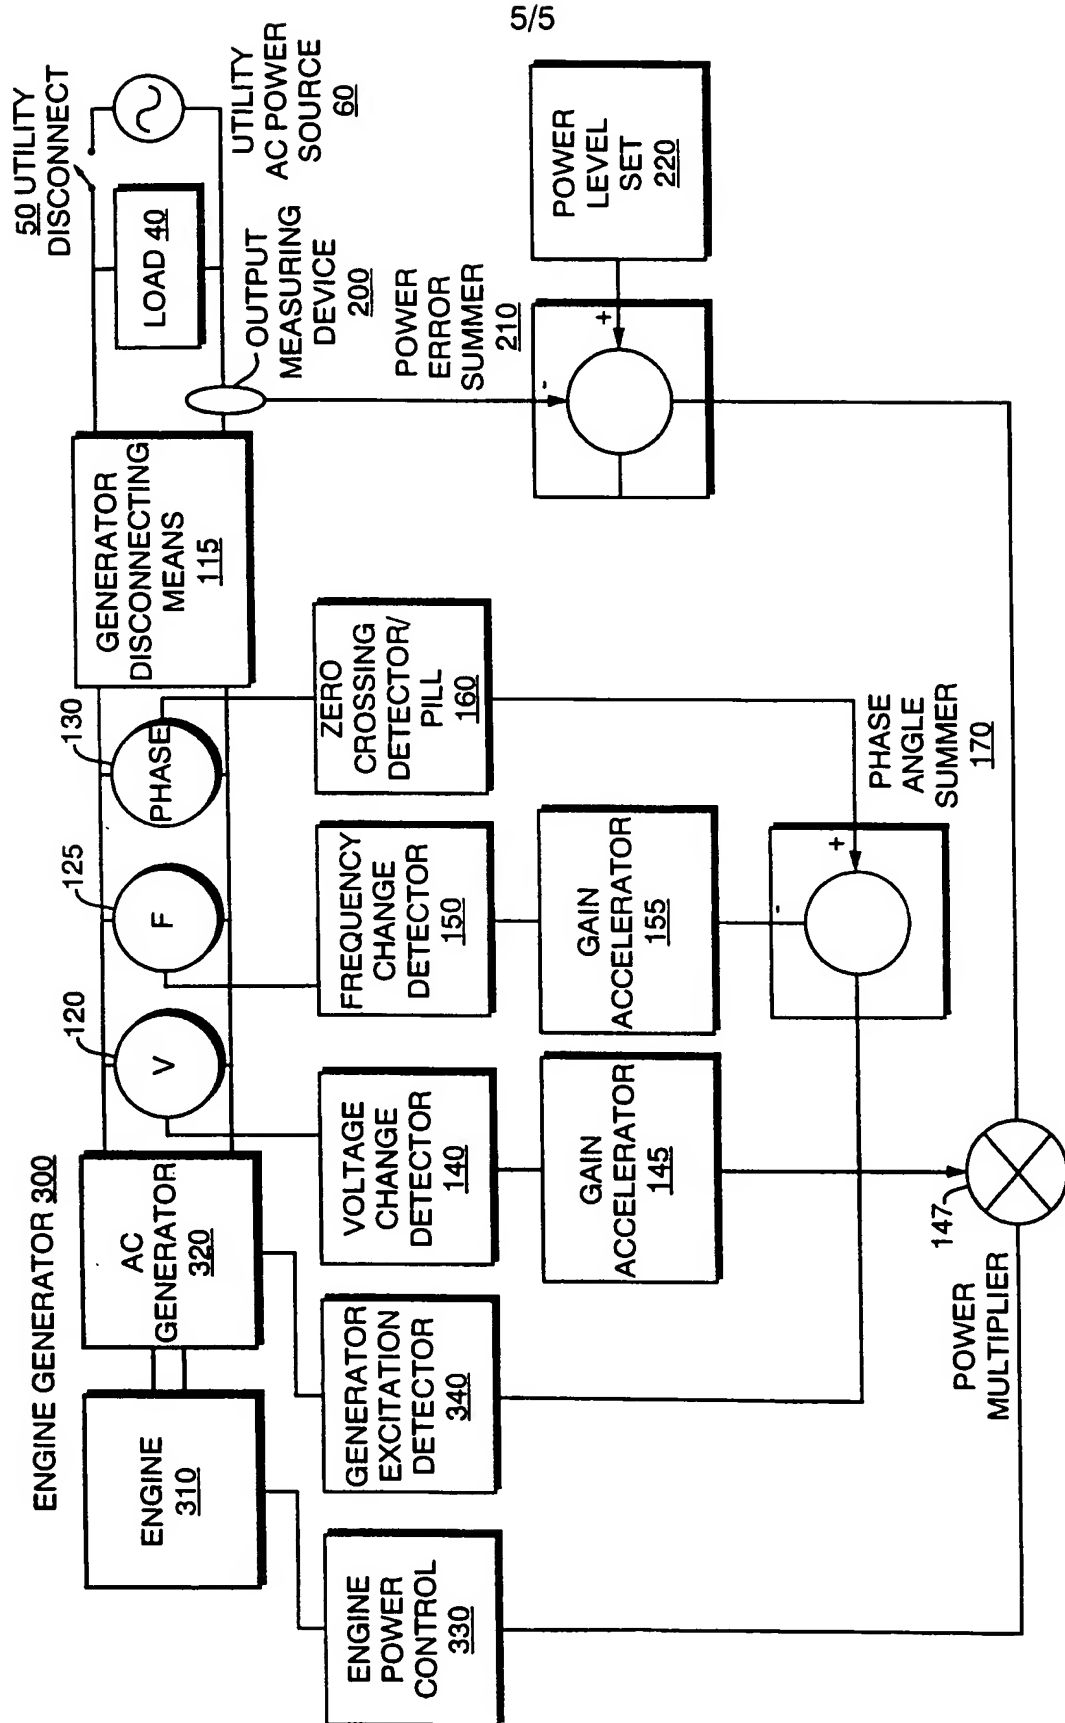 5/5
ENGINE GENERATOR 300
ENGINE
310
AC
GENERATOR
320
120
V
125
F
130
PHASE
GENERATOR
DISCONNECTING
MEANS
115
50 UTILITY
DISCONNECT
LOAD 40
UTILITY
AC POWER
SOURCE
60
OUTPUT
MEASURING
DEVICE
200
ENGINE
POWER
CONTROL
330
GENERATOR
EXCITATION
DETECTOR
340
VOLTAGE
CHANGE
DETECTOR
140
FREQUENCY
CHANGE
DETECTOR
150
ZERO
CROSSING
DETECTOR/
PILL
160
POWER
ERROR
SUMMER
210
-
+
POWER
LEVEL
SET
220
GAIN
ACCELERATOR
145
GAIN
ACCELERATOR
155
PHASE
ANGLE
SUMMER
170
-
+
POWER
MULTIPLIER
147